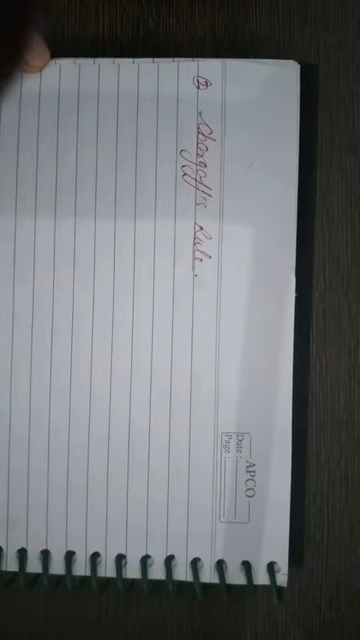 APCO
Date :
Page :
② Chargaff's Rule.